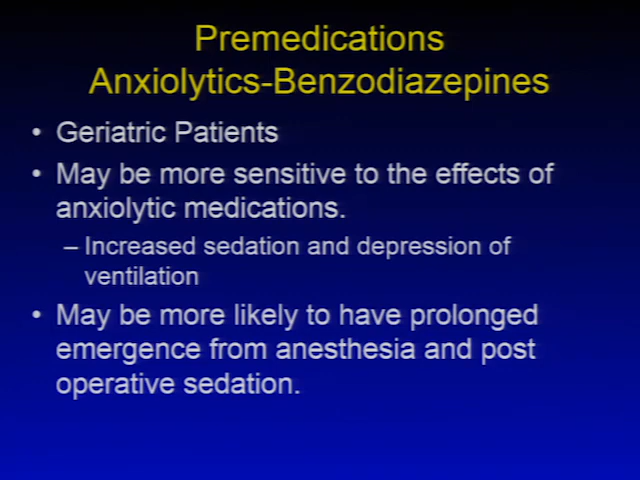 Premedications
Anxiolytics-Benzodiazepines
• Geriatric Patients
• May be more sensitive to the effects of
anxiolytic medications.
– Increased sedation and depression of
ventilation
• May be more likely to have prolonged
emergence from anesthesia and post
operative sedation.